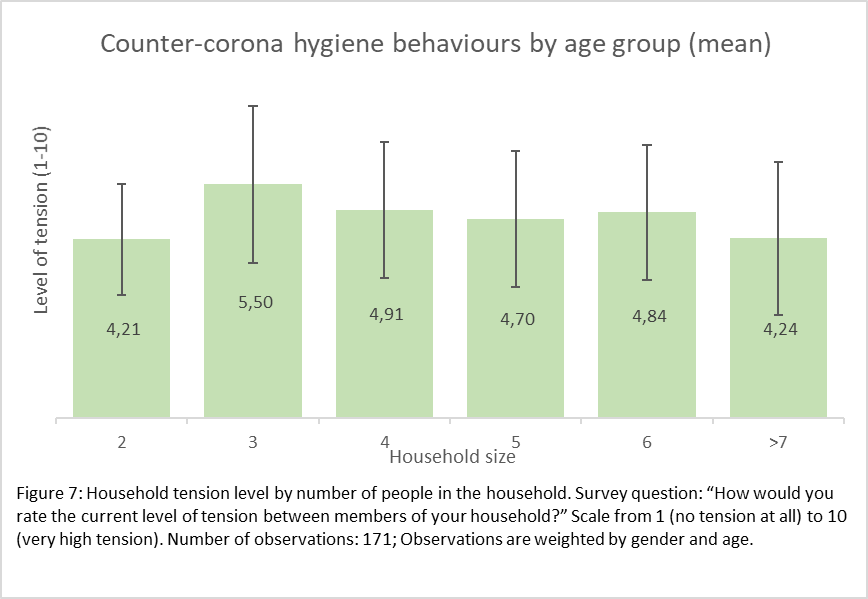 Counter-corona hygiene behaviours by age group (mean)
Level of tension (1-10)
4,21
5,50
4,91
4,70
4,84
4,24
2
3
4
5
6
>7
Household size
Figure 7: Household tension level by number of people in the household. Survey question: “How would you
rate the current level of tension between members of your household?” Scale from 1 (no tension at all) to 10
(very high tension). Number of observations: 171; Observations are weighted by gender and age.